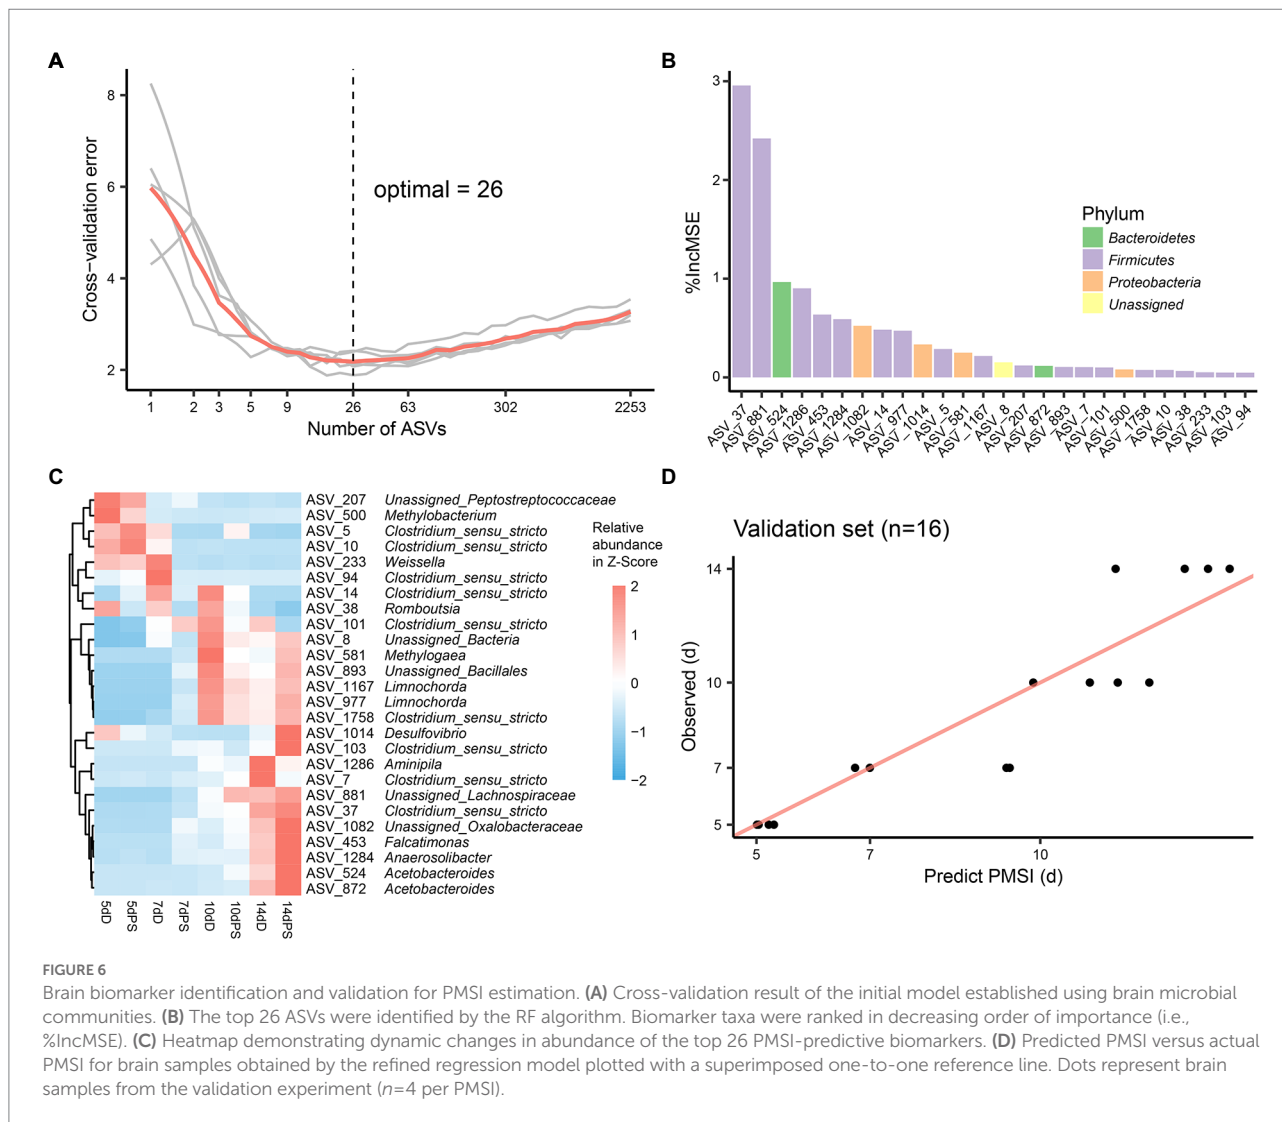 A
8
6
4
2
Cross−validation error
optimal = 26
1 2 3 5 9 26 63 302 2253
Number of ASVs
B
3
2
1
0
%IncMSE
Phylum
Bacteroidetes
Firmicutes
Proteobacteria
Unassigned
ASV_37
ASV_881
ASV_524
ASV_1286
ASV_453
ASV_1284
ASV_1082
ASV_14
ASV_977
ASV_1014
ASV_5
ASV_581
ASV_1167
ASV_8
ASV_207
ASV_872
ASV_893
ASV_7
ASV_101
ASV_500
ASV_1758
ASV_10
ASV_38
ASV_233
ASV_103
ASV_94
C
ASV_207 Unassigned_Peptostreptococcaceae
ASV_500 Methylobacterium
ASV_5 Clostridium_sensu_stricto
ASV_10 Clostridium_sensu_stricto
ASV_233 Weissella
ASV_94 Clostridium_sensu_stricto
ASV_14 Clostridium_sensu_stricto
ASV_38 Romboutsia
ASV_101 Clostridium_sensu_stricto
ASV_8 Unassigned_Bacteria
ASV_581 Methylogaea
ASV_893 Unassigned_Bacillales
ASV_1167 Limnochorda
ASV_977 Limnochorda
ASV_1758 Clostridium_sensu_stricto
ASV_1014 Desulfovibrio
ASV_103 Clostridium_sensu_stricto
ASV_1286 Aminipila
ASV_7 Clostridium_sensu_stricto
ASV_881 Unassigned_Lachnospiraceae
ASV_37 Clostridium_sensu_stricto
ASV_1082 Unassigned_Oxalobacteraceae
ASV_453 Falcatimonas
ASV_1284 Anaerosolibacter
ASV_524 Acetobacteroides
ASV_872 Acetobacteroides
5dD
5dPS
7dD
7dPS
10dD
10dPS
14dD
14dPS
Relative
abundance
in Z-Score
2
1
0
−1
−2
D
Validation set (n=16)
14
10
7
5
Observed (d)
5 7 10
Predict PMSI (d)
FIGURE 6
Brain biomarker identification and validation for PMSI estimation. (A) Cross-validation result of the initial model established using brain microbial
communities. (B) The top 26 ASVs were identified by the RF algorithm. Biomarker taxa were ranked in decreasing order of importance (i.e.,
%IncMSE). (C) Heatmap demonstrating dynamic changes in abundance of the top 26 PMSI-predictive biomarkers. (D) Predicted PMSI versus actual
PMSI for brain samples obtained by the refined regression model plotted with a superimposed one-to-one reference line. Dots represent brain
samples from the validation experiment (n=4 per PMSI).